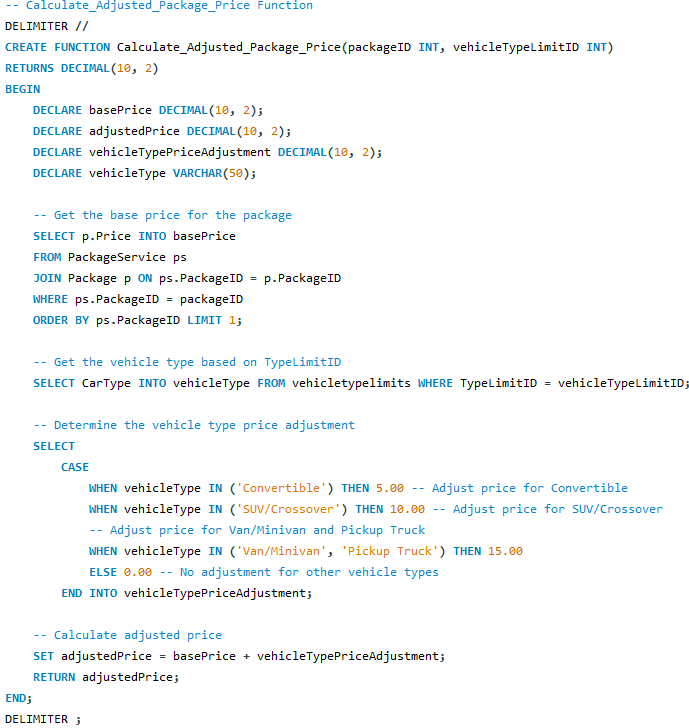 -- Calculate_Adjusted_Package_Price Function
DELIMITER //
CREATE FUNCTION Calculate_Adjusted_Package_Price(packageID INT, vehicleTypeLimitID INT)
RETURNS DECIMAL(10, 2)
BEGIN
    DECLARE basePrice DECIMAL(10, 2);
    DECLARE adjustedPrice DECIMAL(10, 2);
    DECLARE vehicleTypePriceAdjustment DECIMAL(10, 2);
    DECLARE vehicleType VARCHAR(50);

    -- Get the base price for the package
    SELECT p.Price INTO basePrice
    FROM PackageService ps
    JOIN Package p ON ps.PackageID = p.PackageID
    WHERE ps.PackageID = packageID
    ORDER BY ps.PackageID LIMIT 1;

    -- Get the vehicle type based on TypeLimitID
    SELECT CarType INTO vehicleType FROM vehicletypelimits WHERE TypeLimitID = vehicleTypeLimitID;

    -- Determine the vehicle type price adjustment
    SELECT
        CASE
            WHEN vehicleType IN ('Convertible') THEN 5.00 -- Adjust price for Convertible
            WHEN vehicleType IN ('SUV/Crossover') THEN 10.00 -- Adjust price for SUV/Crossover
            -- Adjust price for Van/Minivan and Pickup Truck
            WHEN vehicleType IN ('Van/Minivan', 'Pickup Truck') THEN 15.00
            ELSE 0.00 -- No adjustment for other vehicle types
        END INTO vehicleTypePriceAdjustment;

    -- Calculate adjusted price
    SET adjustedPrice = basePrice + vehicleTypePriceAdjustment;
    RETURN adjustedPrice;
END;
DELIMITER ;